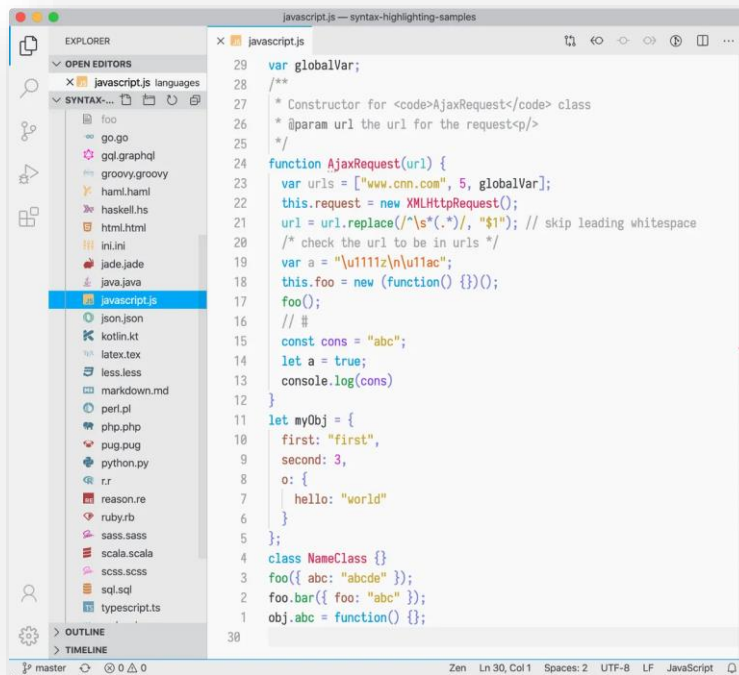 javascript.js — syntax-highlighting-samples
EXPLORER
OPEN EDITORS
javascript.js languages
SYNTAX-...
foo
go.go
gql.graphql
groovy.groovy
haml.haml
haskell.hs
html.html
ini.ini
jade.jade
java.java
javascript.js
json.json
kotlin.kt
latex.tex
less.less
markdown.md
perl.pl
php.php
pug.pug
python.py
r.r
reason.re
ruby.rb
sass.sass
scala.scala
scss.scss
sql.sql
typescript.ts
OUTLINE
TIMELINE
javascript.js
29 var globalVar;
28 /**
27 * Constructor for <code>AjaxRequest</code> class
26 * @param url the url for the request<p/>
25 */
24 function AjaxRequest(url) {
23 var urls = ["www.cnn.com", 5, globalVar];
22 this.request = new XMLHttpRequest();
21 url = url.replace(/^\s*(.*)/, "$1"); // skip leading whitespace
20 /* check the url to be in urls */
19 var a = "\u1111z\n\u11ac";
18 this.foo = new (function() {})();
17 foo();
16 // #
15 const cons = "abc";
14 let a = true;
13 console.log(cons)
12 }
11 let myObj = {
10 first: "first",
9 second: 3,
8 o: {
7 hello: "world"
6 }
5 };
4 class NameClass {}
3 foo({ abc: "abcde" });
2 foo.bar({ foo: "abc" });
1 obj.abc = function() {};
30
master 0 0 Zen Ln 30, Col 1 Spaces: 2 UTF-8 LF JavaScript